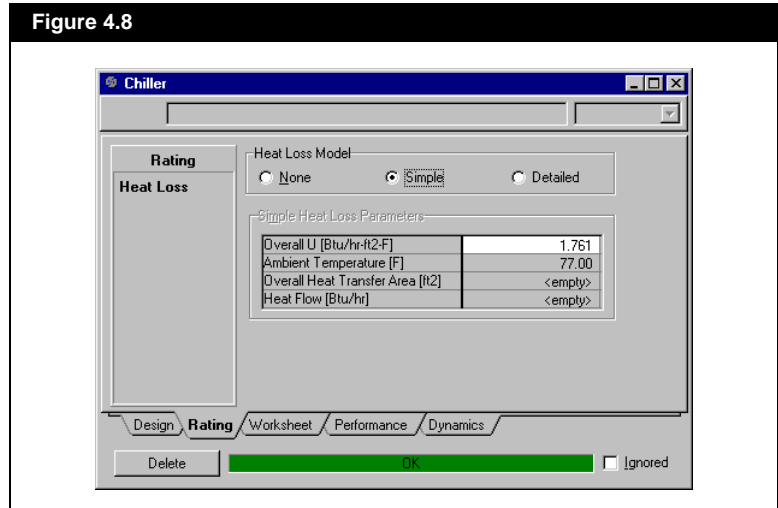 Figure 4.8
Chiller
Rating
Heat Loss
Heat Loss Model
None Simple Detailed
Simple Heat Loss Parameters
Overall U [Btu/hr-ft2-F] 1.761
Ambient Temperature [F] 77.00
Overall Heat Transfer Area [ft2] <empty>
Heat Flow [Btu/hr] <empty>
Design Rating Worksheet Performance Dynamics
Delete OK Ignored